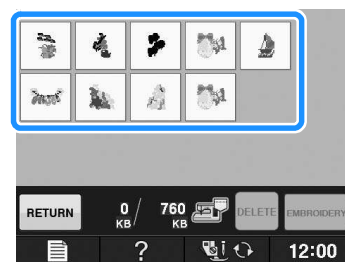 RETURN
0 KB / 760 KB
DELETE
EMBROIDERY
?
12:00